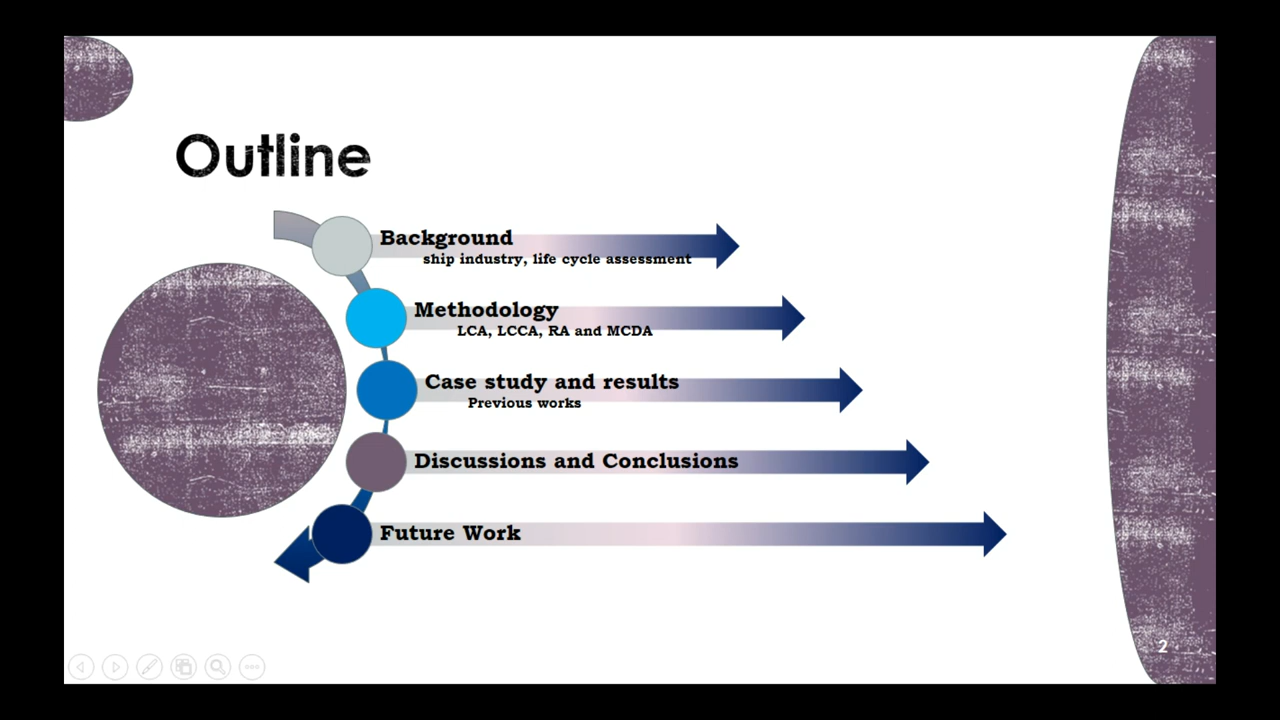 Outline
Background
ship industry, life cycle assessment
Methodology
LCA, LCCA, RA and MCDA
Case study and results
Previous works
Discussions and Conclusions
Future Work
2